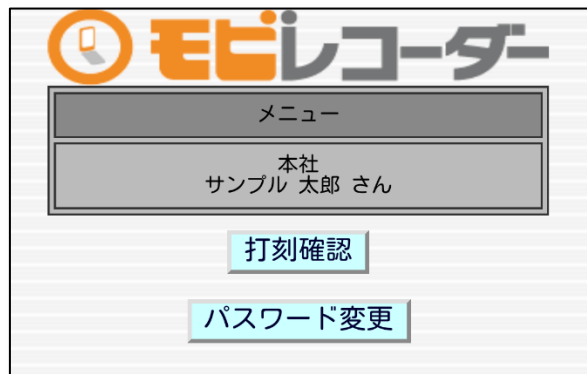 モビレコーダー
メニュー
本社
サンプル 太郎 さん
打刻確認
パスワード変更